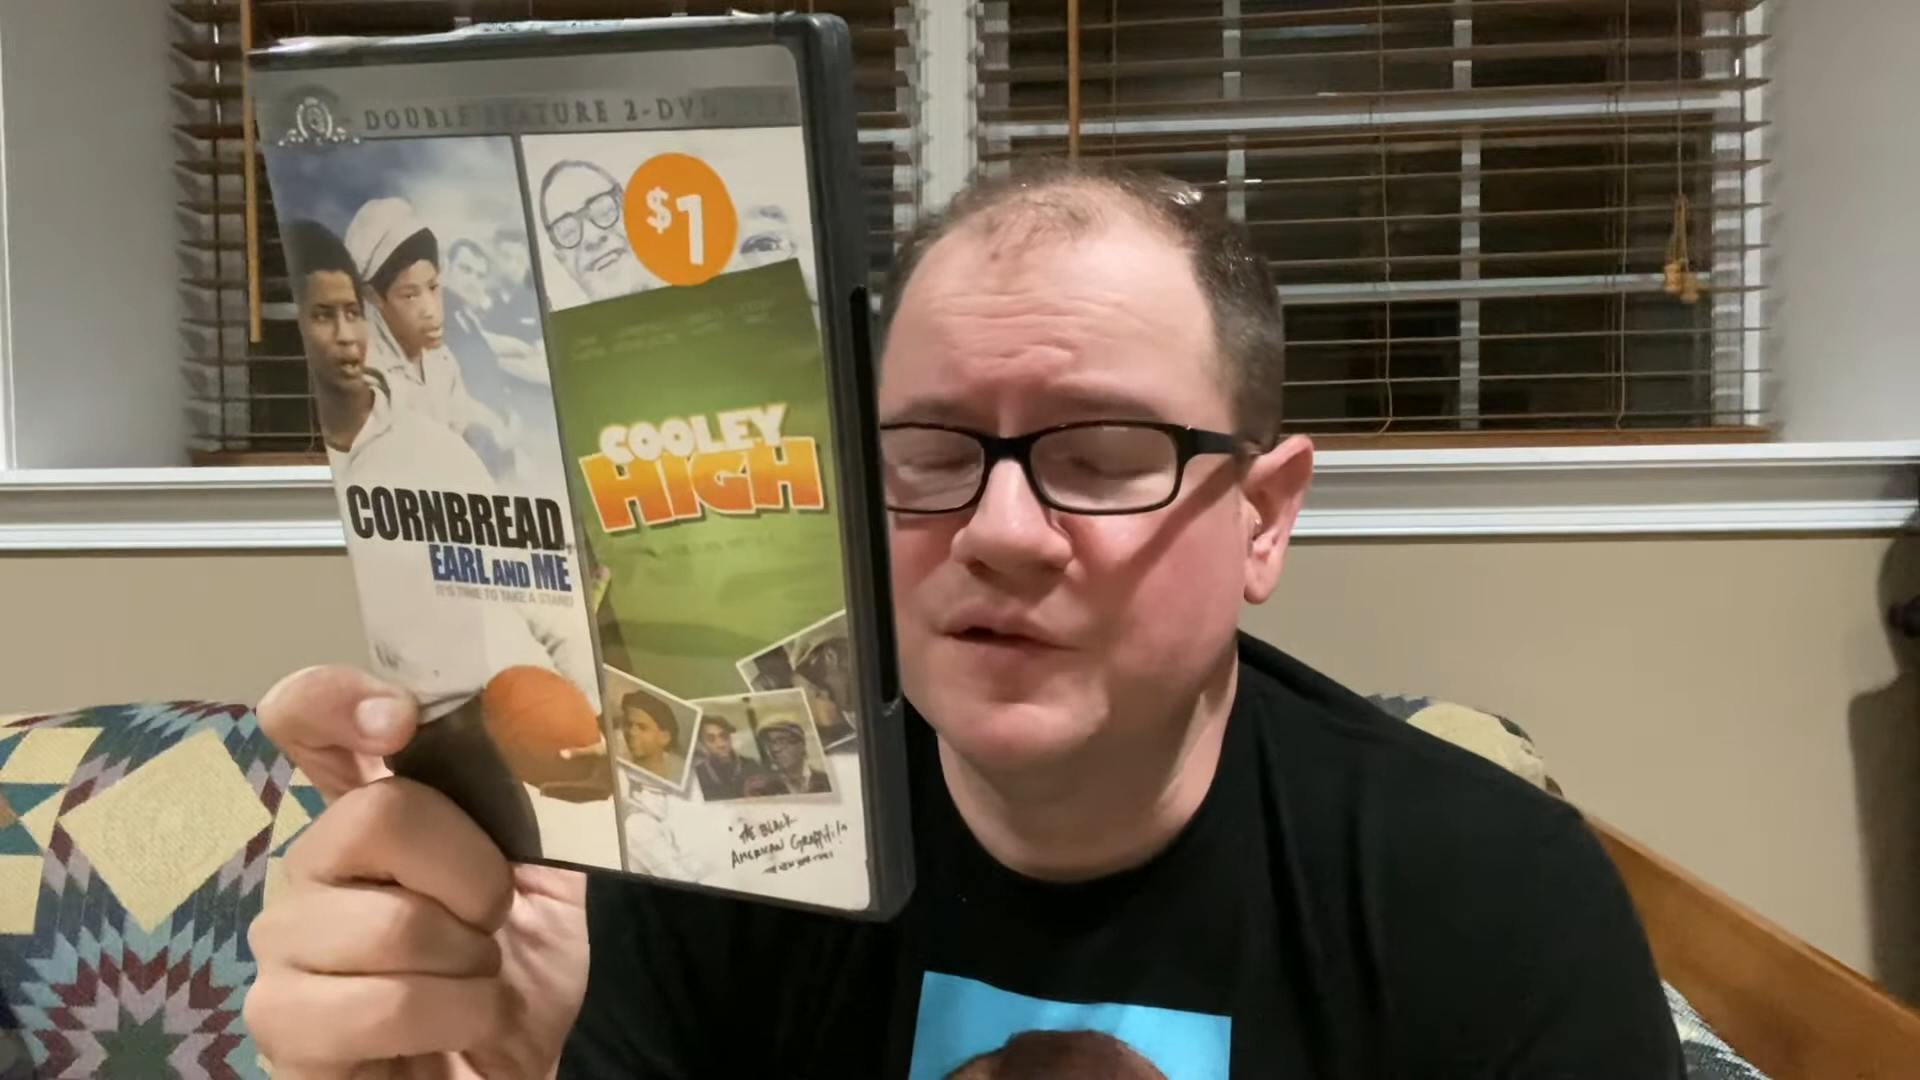 DOUBLE FEATURE 2-DVD
$1
COOLEY
HIGH
CORNBREAD,
EARL AND ME
IT'S TIME TO TAKE A STAND
"THE BLACK
AMERICAN GRAFFITI!"